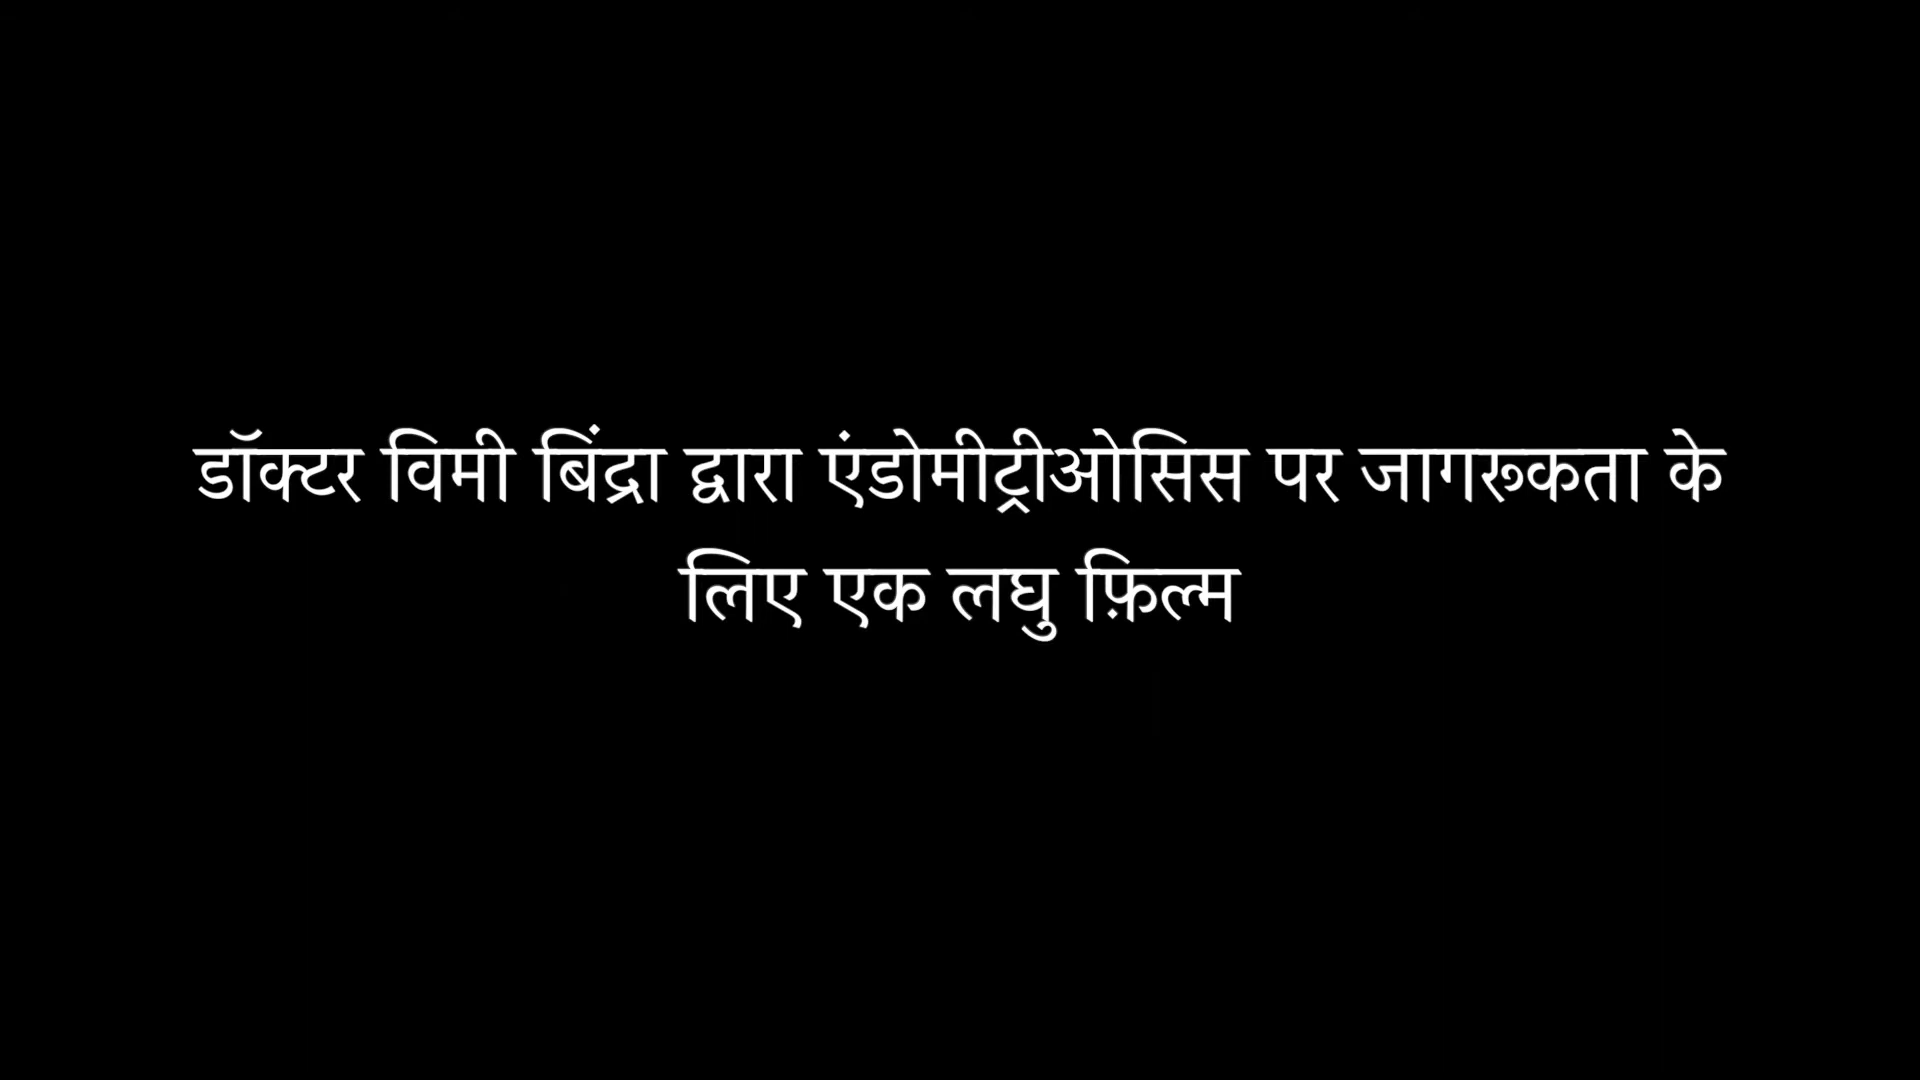 डॉक्टर विमी बिंद्रा द्वारा एंडोमीट्रीओसिस पर जागरूकता के
लिए एक लघु फ़िल्म